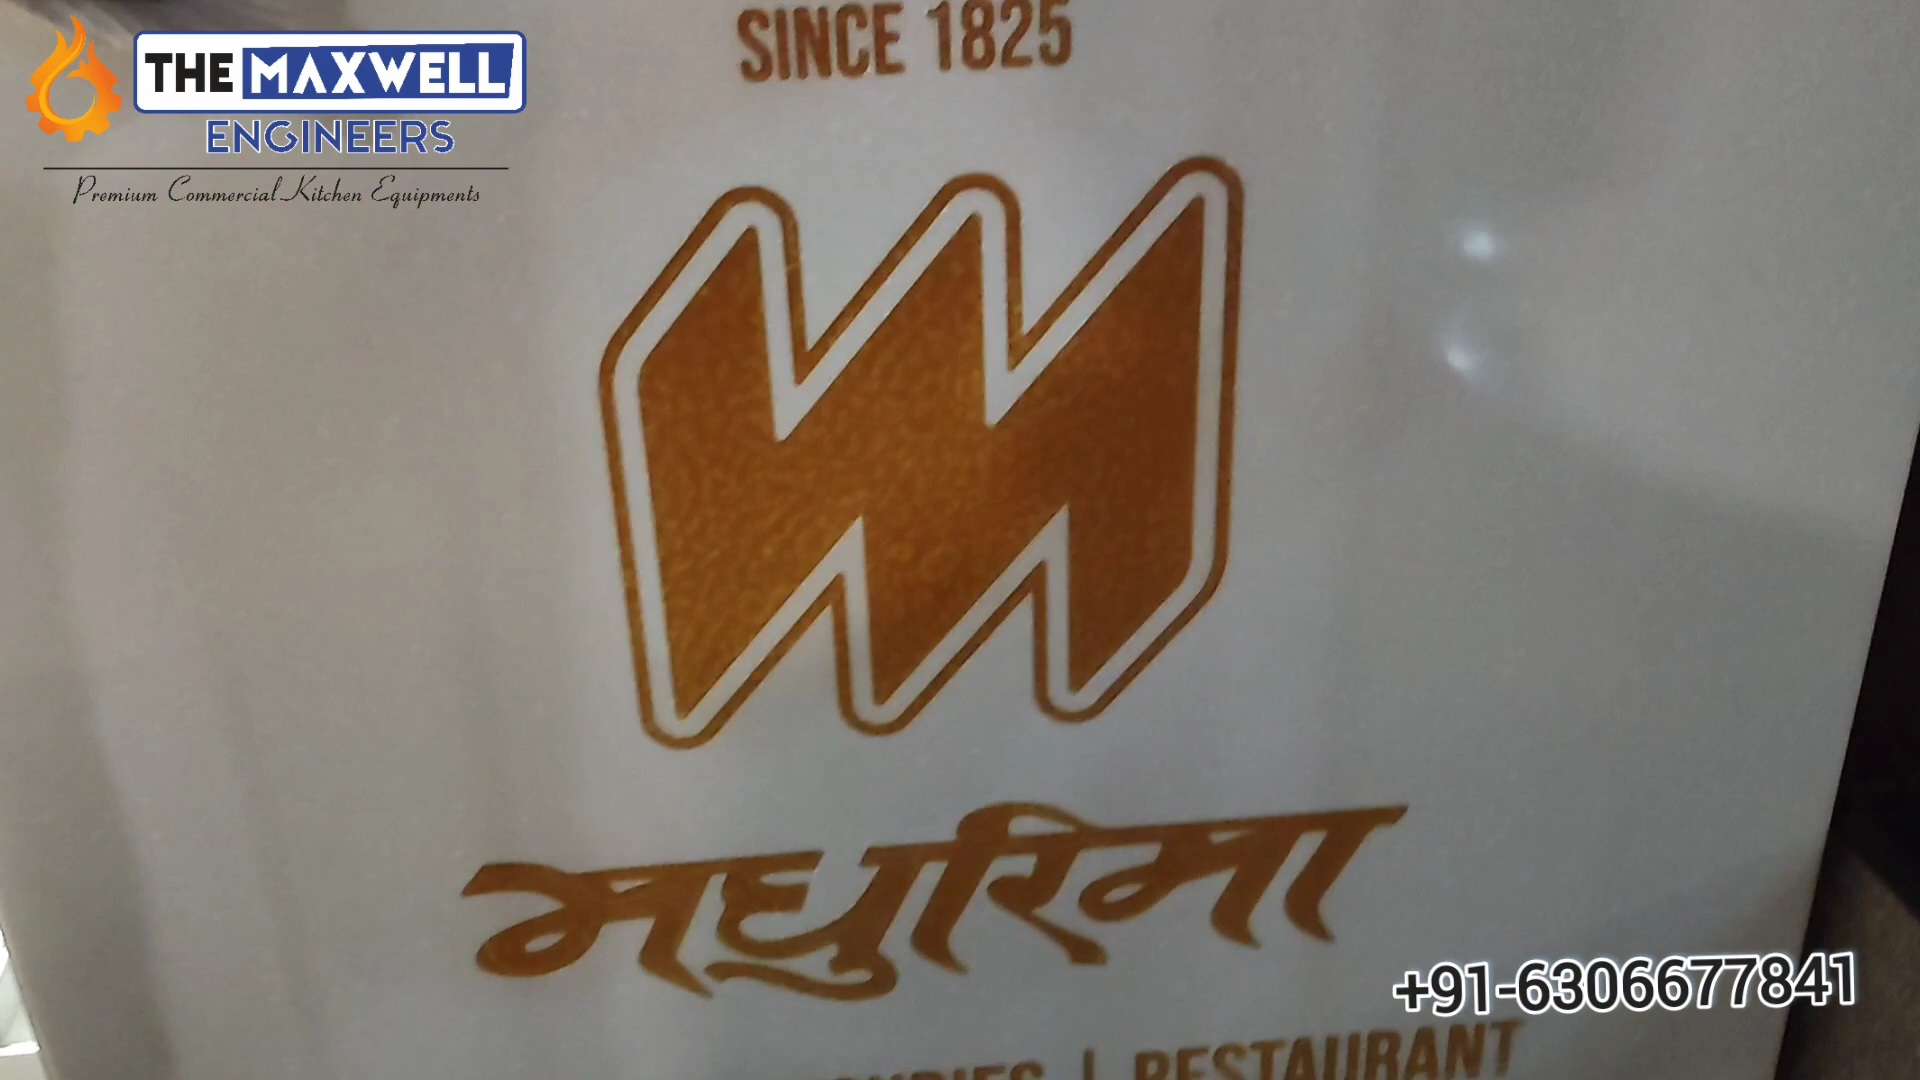 THE MAXWELL
ENGINEERS
Premium Commercial Kitchen Equipments
SINCE 1825
मधुरिमा
+91-6306677841
RESTAURANT